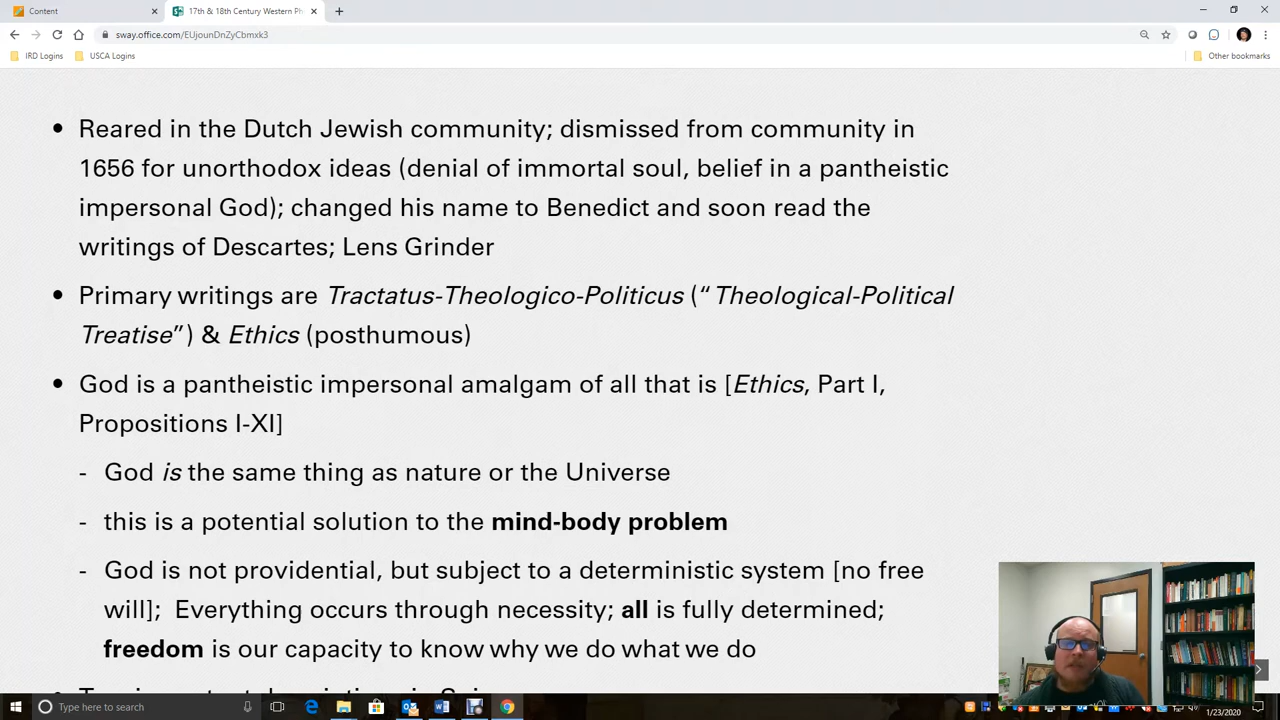 Content
17th & 18th Century Western Ph
sway.office.com/EUjounDnZyCbmxk3
IRD Logins
USCA Logins
Other bookmarks
• Reared in the Dutch Jewish community; dismissed from community in
1656 for unorthodox ideas (denial of immortal soul, belief in a pantheistic
impersonal God); changed his name to Benedict and soon read the
writings of Descartes; Lens Grinder
• Primary writings are Tractatus-Theologico-Politicus (“Theological-Political
Treatise”) & Ethics (posthumous)
• God is a pantheistic impersonal amalgam of all that is [Ethics, Part I,
Propositions I-XI]
- God is the same thing as nature or the Universe
- this is a potential solution to the mind-body problem
- God is not providential, but subject to a deterministic system [no free
will]; Everything occurs through necessity; all is fully determined;
freedom is our capacity to know why we do what we do
Type here to search
1/23/2020